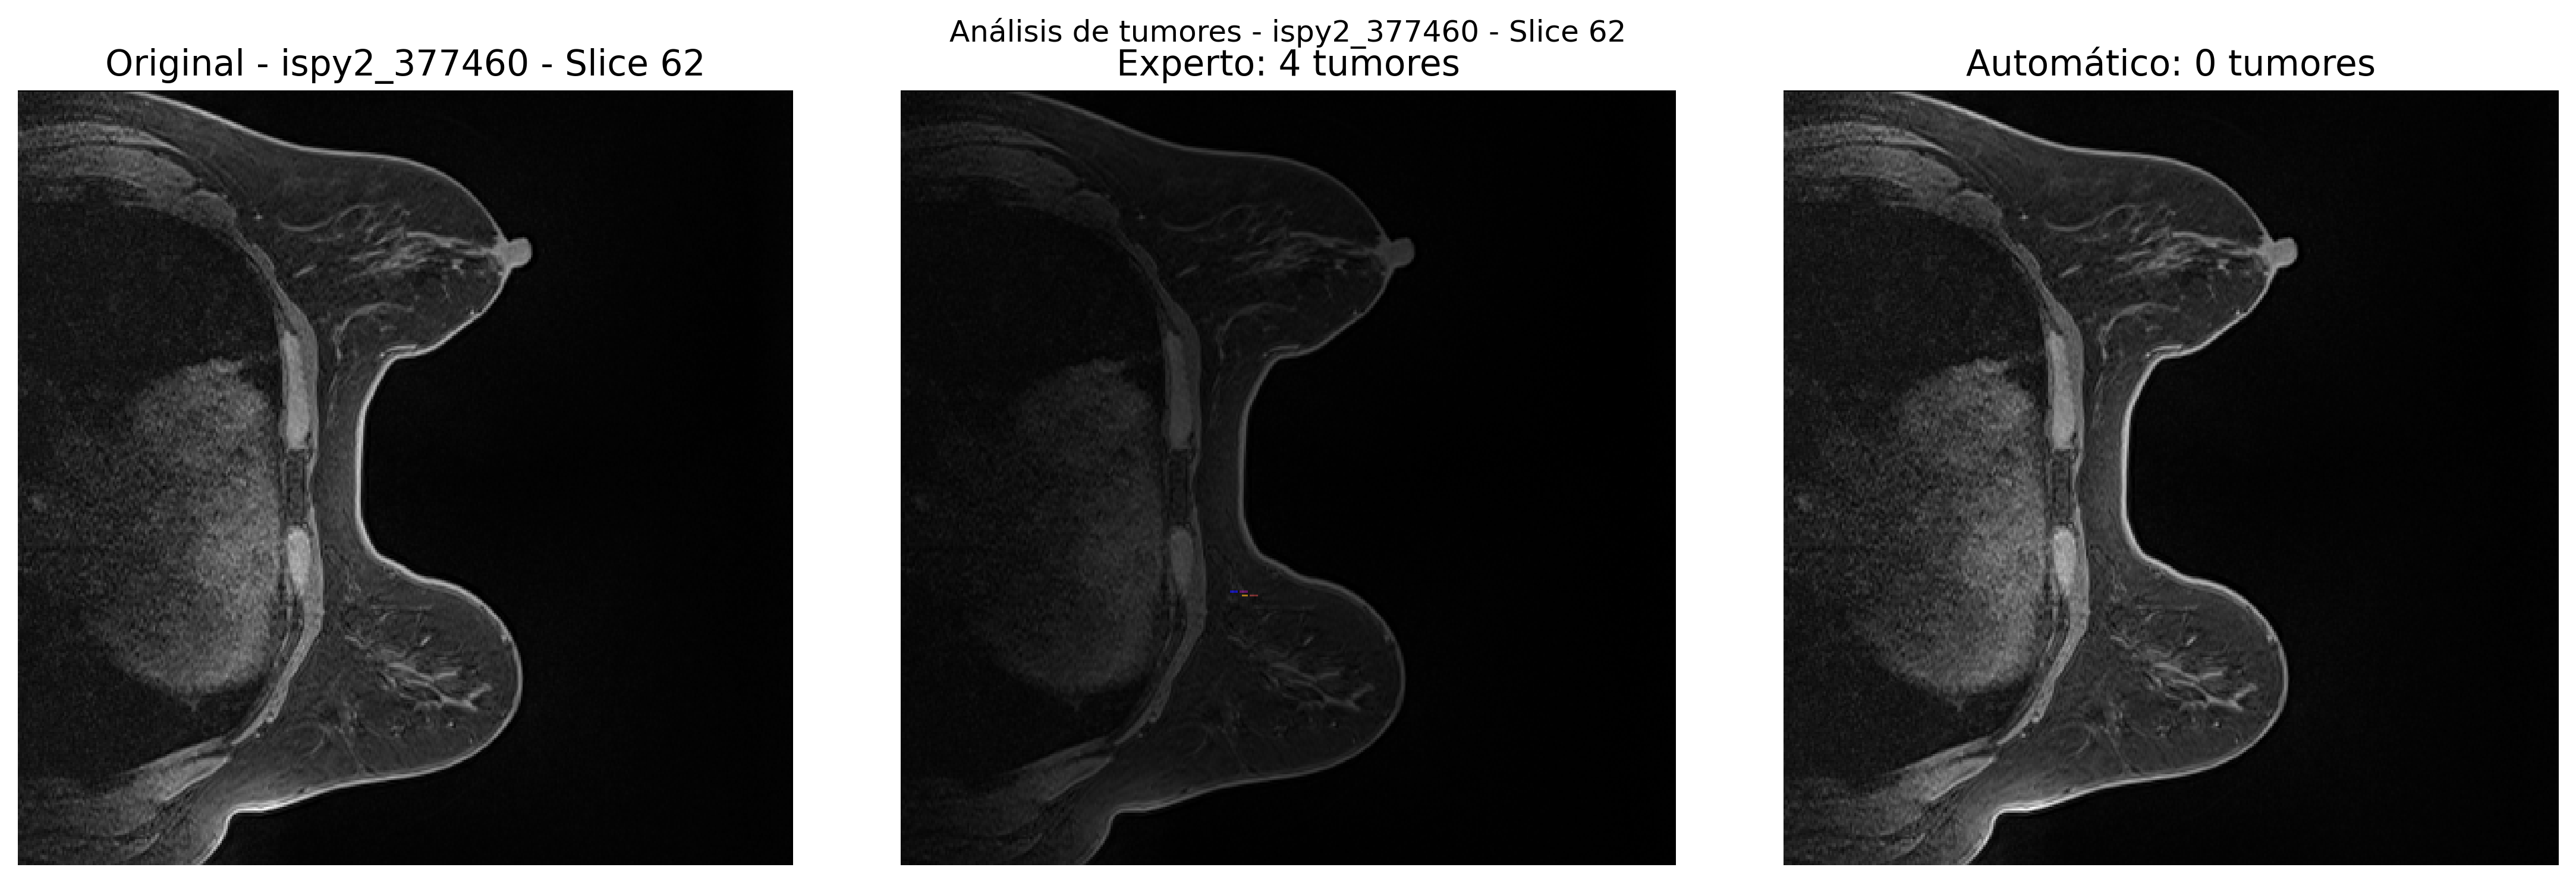 Análisis de tumores - ispy2_377460 - Slice 62
Original - ispy2_377460 - Slice 62
Experto: 4 tumores
Automático: 0 tumores